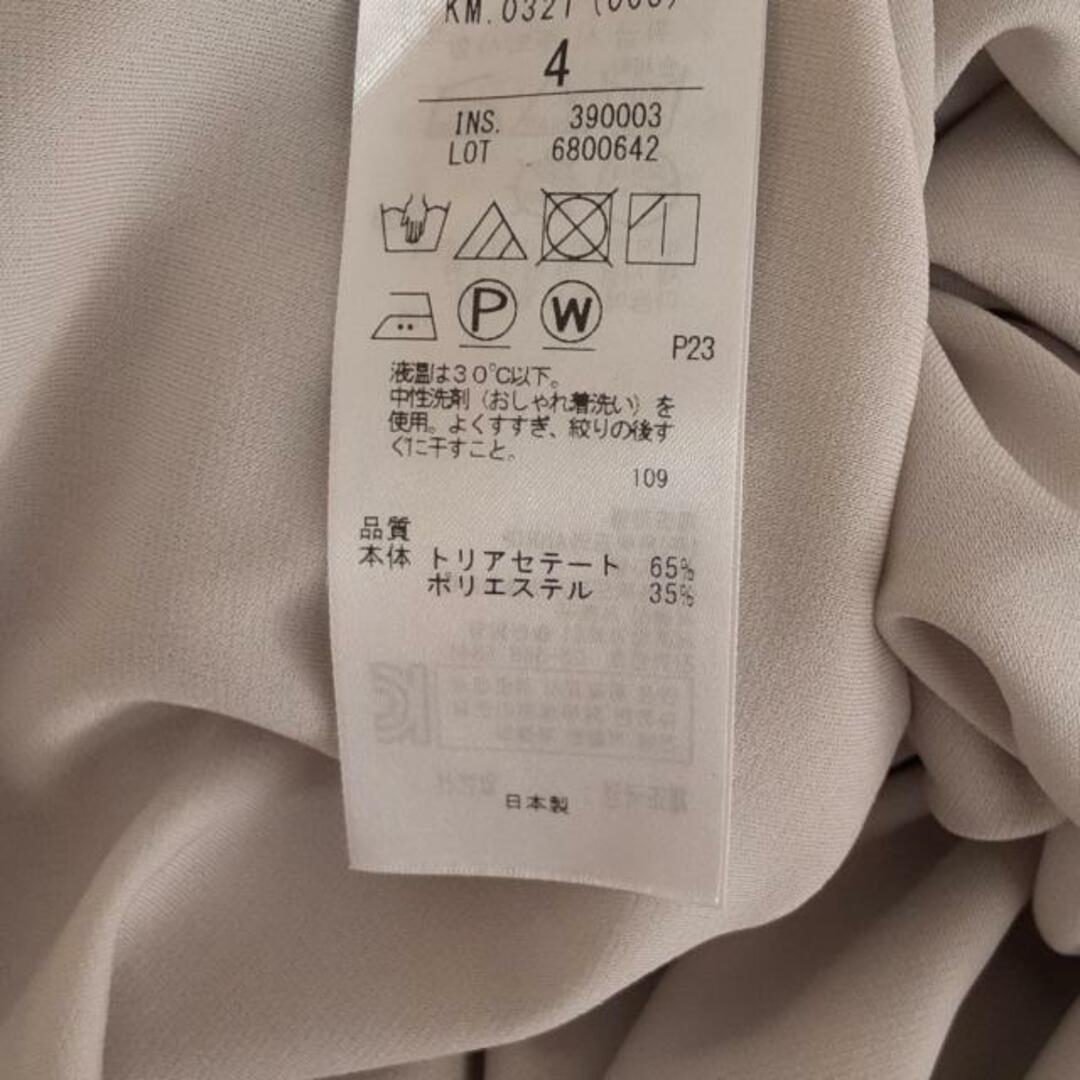 KM.0321
4
INS. 390003
LOT 6800642
P W
P23
液温は30℃以下。
中性洗剤(おしゃれ着洗い)を
使用。よくすすぎ、絞りの後す
ぐに干すこと。
109
品質
本体 トリアセテート 65%
ポリエステル 35%
日本製